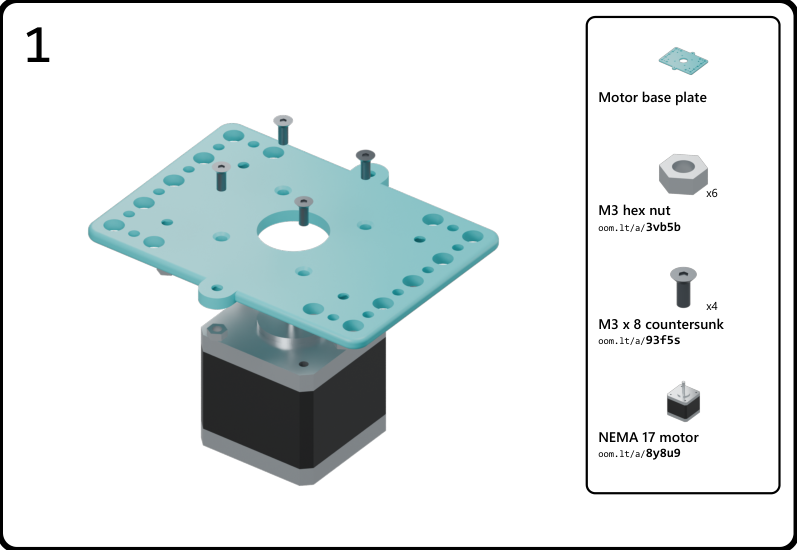 1
Motor base plate
x6
M3 hex nut
oom.lt/a/3vb5b
x4
M3 x 8 countersunk
oom.lt/a/93f5s
NEMA 17 motor
oom.lt/a/8y8u9